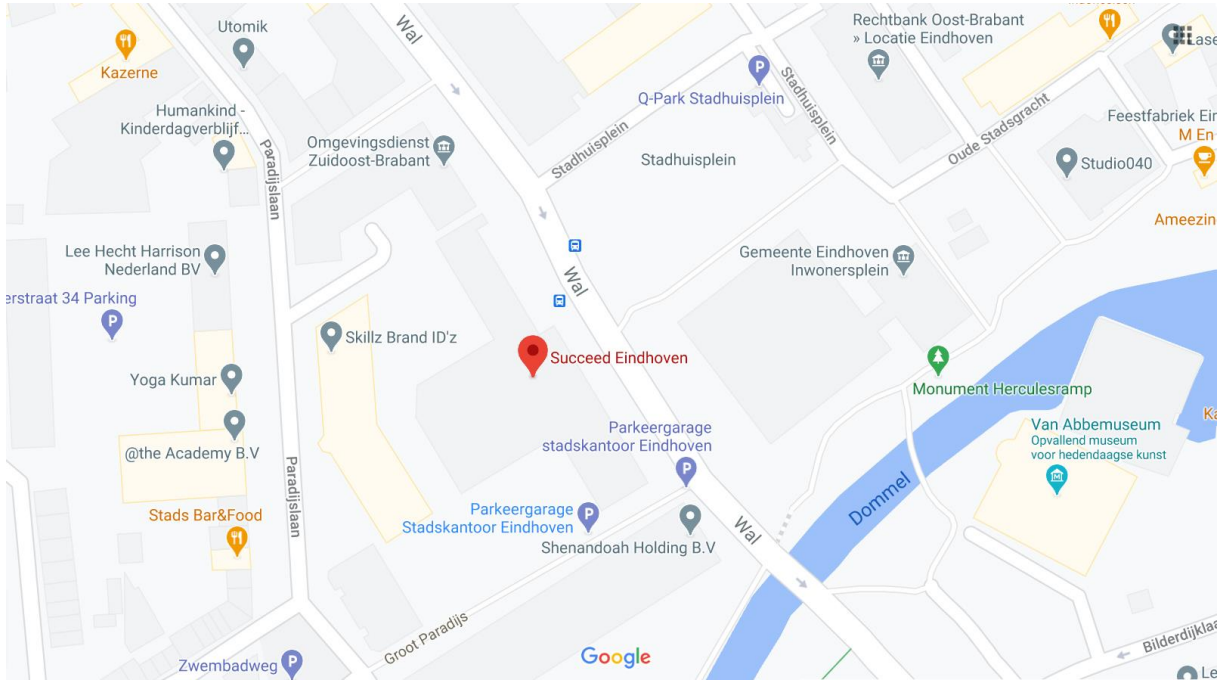 Utomik
Wal
Rechtbank Oost-Brabant
» Locatie Eindhoven
Kazerne
Q-Park Stadhuisplein
Stadhuisplein
Humankind -
Kinderdagverblijf...
Paradijslaan
Omgevingsdienst
Zuidoost-Brabant
Stadhuisplein
Stadhuisplein
Oude Stadsgracht
Feestfabriek Ein
M En
Studio040
Ameezin
Lee Hecht Harrison
Nederland BV
Wal
Gemeente Eindhoven
Inwonersplein
erstraat 34 Parking
Skillz Brand ID'z
Succeed Eindhoven
Yoga Kumar
Monument Herculesramp
@the Academy B.V
Parkeergarage
stadskantoor Eindhoven
Van Abbemuseum
Opvallend museum
voor hedendaagse kunst
Paradijslaan
Dommel
Stads Bar&Food
Parkeergarage
Stadskantoor Eindhoven
Shenandoah Holding B.V
Wal
Groot Paradijs
Google
Zwembadweg
Bilderdijklaa
Le